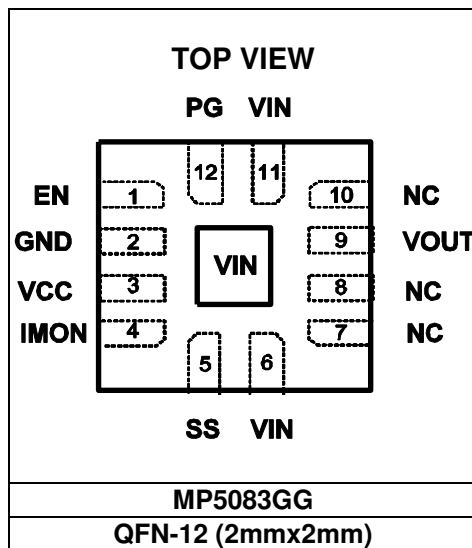 TOP VIEW
PG VIN
12 11
EN 1 10 NC
GND 2 9 VOUT
VIN
VCC 3 8 NC
IMON 4 7 NC
5 6
SS VIN
MP5083GG
QFN-12 (2mmx2mm)